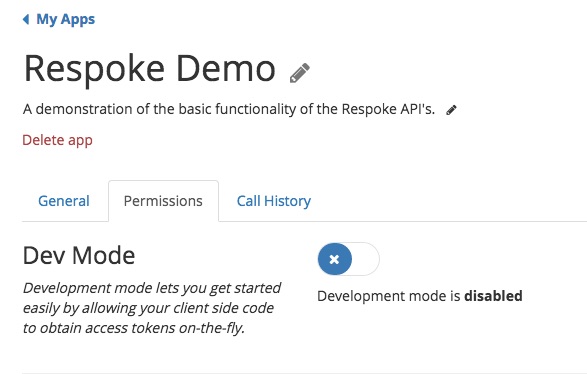 My Apps
Respoke Demo
A demonstration of the basic functionality of the Respoke API's.
Delete app
General Permissions Call History
Dev Mode
Development mode lets you get started
easily by allowing your client side code
to obtain access tokens on-the-fly.
Development mode is disabled